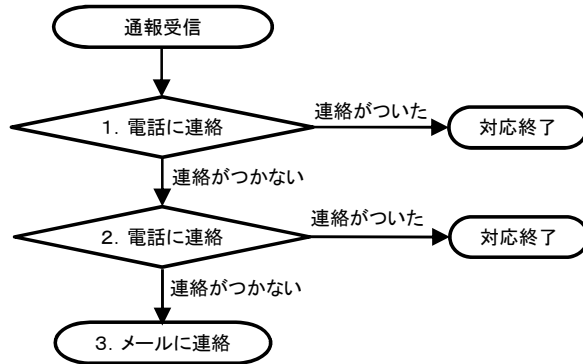 通報受信
1．電話に連絡
連絡がついた
対応終了
連絡がつかない
2．電話に連絡
連絡がついた
対応終了
連絡がつかない
3．メールに連絡